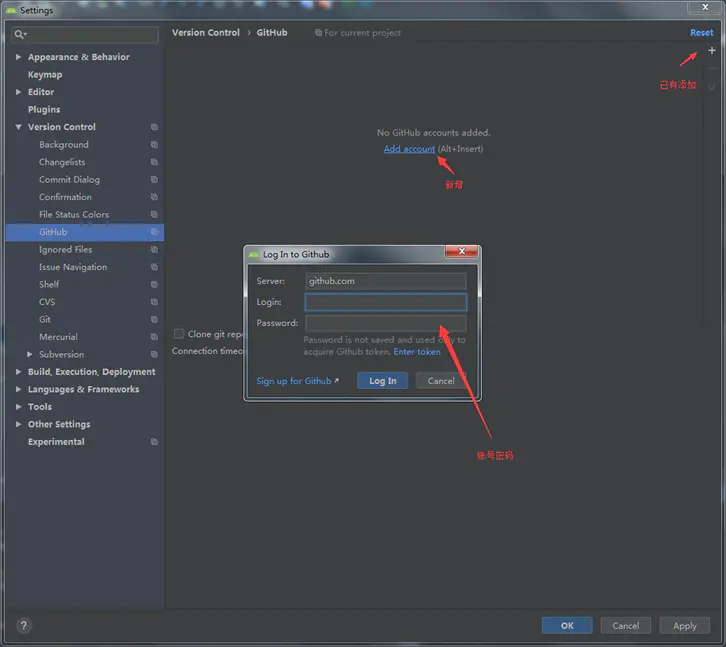 Settings
Version Control › GitHub
For current project
Reset
已有添加
Appearance & Behavior
Keymap
Editor
Plugins
Version Control
Background
Changelists
Commit Dialog
Confirmation
File Status Colors
GitHub
Ignored Files
Issue Navigation
Shelf
CVS
Git
Mercurial
Subversion
Build, Execution, Deployment
Languages & Frameworks
Tools
Other Settings
Experimental
No GitHub accounts added.
Add account (Alt+Insert)
新增
Clone git repo
Connection timeo
Log In to Github
Server: github.com
Login:
Password:
Password is not saved and used only to
acquire Github token. Enter token
Sign up for Github
Log In
Cancel
账号密码
?
OK
Cancel
Apply